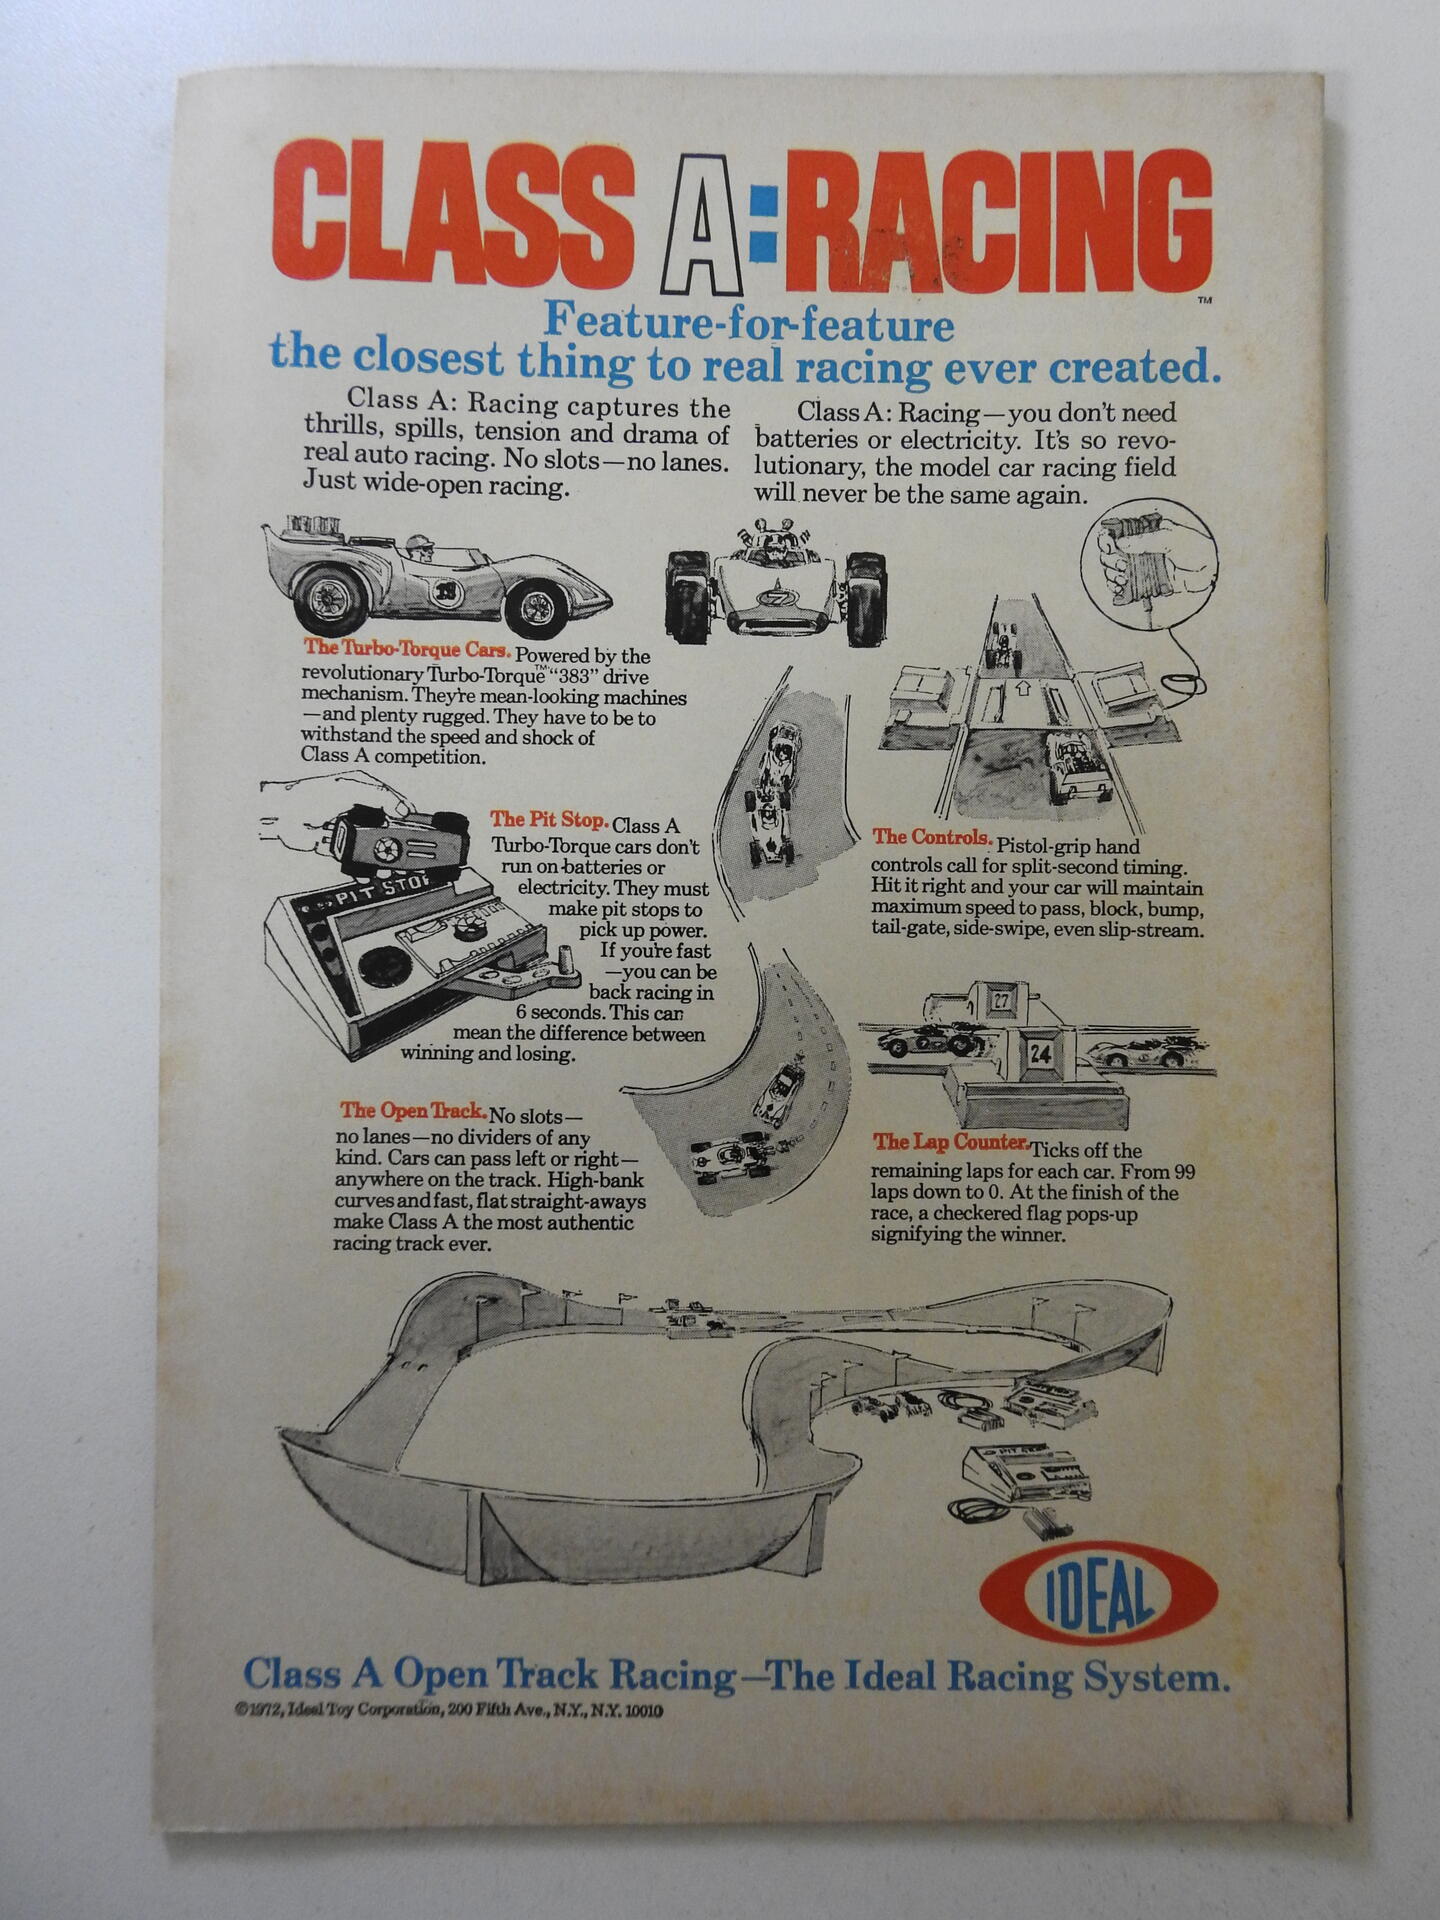 CLASS A:RACING
TM
Feature-for-feature
the closest thing to real racing ever created.
Class A: Racing captures the
thrills, spills, tension and drama of
real auto racing. No slots—no lanes.
Just wide-open racing.
Class A: Racing—you don't need
batteries or electricity. It's so revo-
lutionary, the model car racing field
will never be the same again.
The Turbo-Torque Cars. Powered by the
revolutionary Turbo-Torque™ "383" drive
mechanism. They're mean-looking machines
—and plenty rugged. They have to be to
withstand the speed and shock of
Class A competition.
7
PIT STOP
The Pit Stop. Class A
Turbo-Torque cars don't
run on batteries or
electricity. They must
make pit stops to
pick up power.
If you're fast
—you can be
back racing in
6 seconds. This can
mean the difference between
winning and losing.
The Controls. Pistol-grip hand
controls call for split-second timing.
Hit it right and your car will maintain
maximum speed to pass, block, bump,
tail-gate, side-swipe, even slip-stream.
27
24
The Open Track. No slots—
no lanes—no dividers of any
kind. Cars can pass left or right—
anywhere on the track. High-bank
curves and fast, flat straight-aways
make Class A the most authentic
racing track ever.
The Lap Counter. Ticks off the
remaining laps for each car. From 99
laps down to 0. At the finish of the
race, a checkered flag pops-up
signifying the winner.
IDEAL
Class A Open Track Racing—The Ideal Racing System.
©1972, Ideal Toy Corporation, 200 Fifth Ave., N.Y., N.Y. 10010